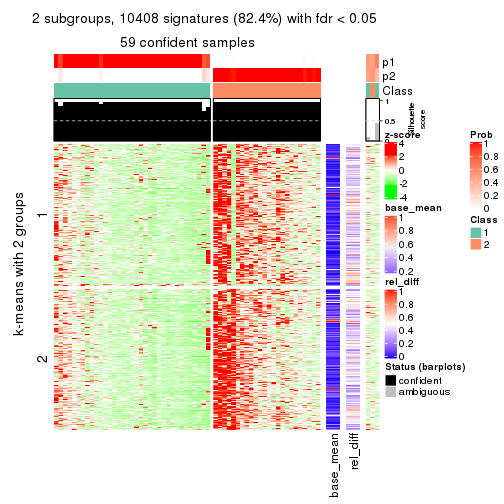 2 subgroups, 10408 signatures (82.4%) with fdr < 0.05
59 confident samples
p1
p2
Class
1
0.5
0
Silhouette
score
k-means with 2 groups
1
2
base_mean
rel_diff
z-score
4
2
0
-2
-4
base_mean
1
0.8
0.6
0.4
0.2
rel_diff
1
0.8
0.6
0.4
0.2
0
Status (barplots)
confident
ambiguous
Prob
1
0.8
0.6
0.4
0.2
0
Class
1
2